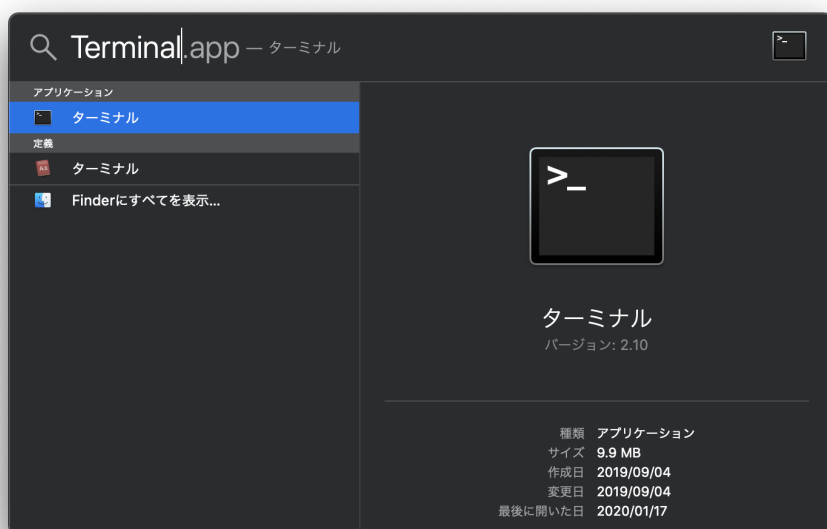 Terminal.app — ターミナル
アプリケーション
ターミナル
定義
ターミナル
Finderにすべてを表示...
ターミナル
バージョン: 2.10
種類 アプリケーション
サイズ 9.9 MB
作成日 2019/09/04
変更日 2019/09/04
最後に開いた日 2020/01/17